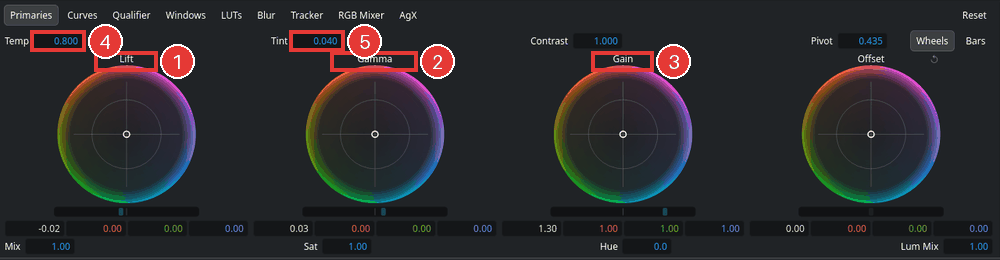 Primaries Curves Qualifier Windows LUTs Blur Tracker RGB Mixer AgX Reset
Temp 0.800 4 Tint 0.040 5 Contrast 1.000 Pivot 0.435 Wheels Bars
Lift 1 Gamma 2 Gain 3 Offset
-0.02 0.00 0.00 0.00 0.03 0.00 0.00 0.00 1.30 1.00 1.00 1.00 0.00 0.00 0.00 0.00
Mix 1.00 Sat 1.00 Hue 0.0 Lum Mix 1.00